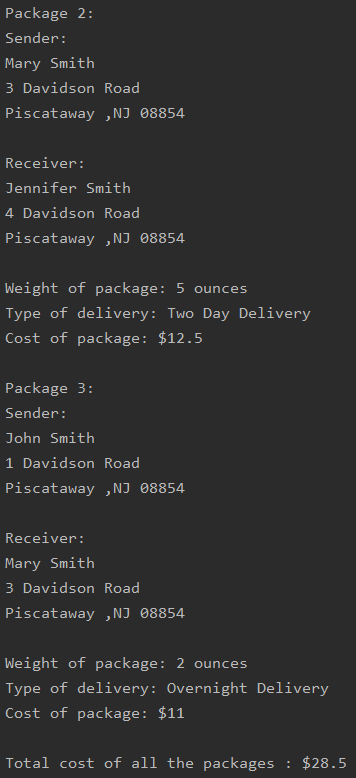 Package 2:
Sender:
Mary Smith
3 Davidson Road
Piscataway ,NJ 08854
Receiver:
Jennifer Smith
4 Davidson Road
Piscataway ,NJ 08854
Weight of package: 5 ounces
Type of delivery: Two Day Delivery
Cost of package: $12.5
Package 3:
Sender:
John Smith
1 Davidson Road
Piscataway ,NJ 08854
Receiver:
Mary Smith
3 Davidson Road
Piscataway ,NJ 08854
Weight of package: 2 ounces
Type of delivery: Overnight Delivery
Cost of package: $11
Total cost of all the packages : $28.5